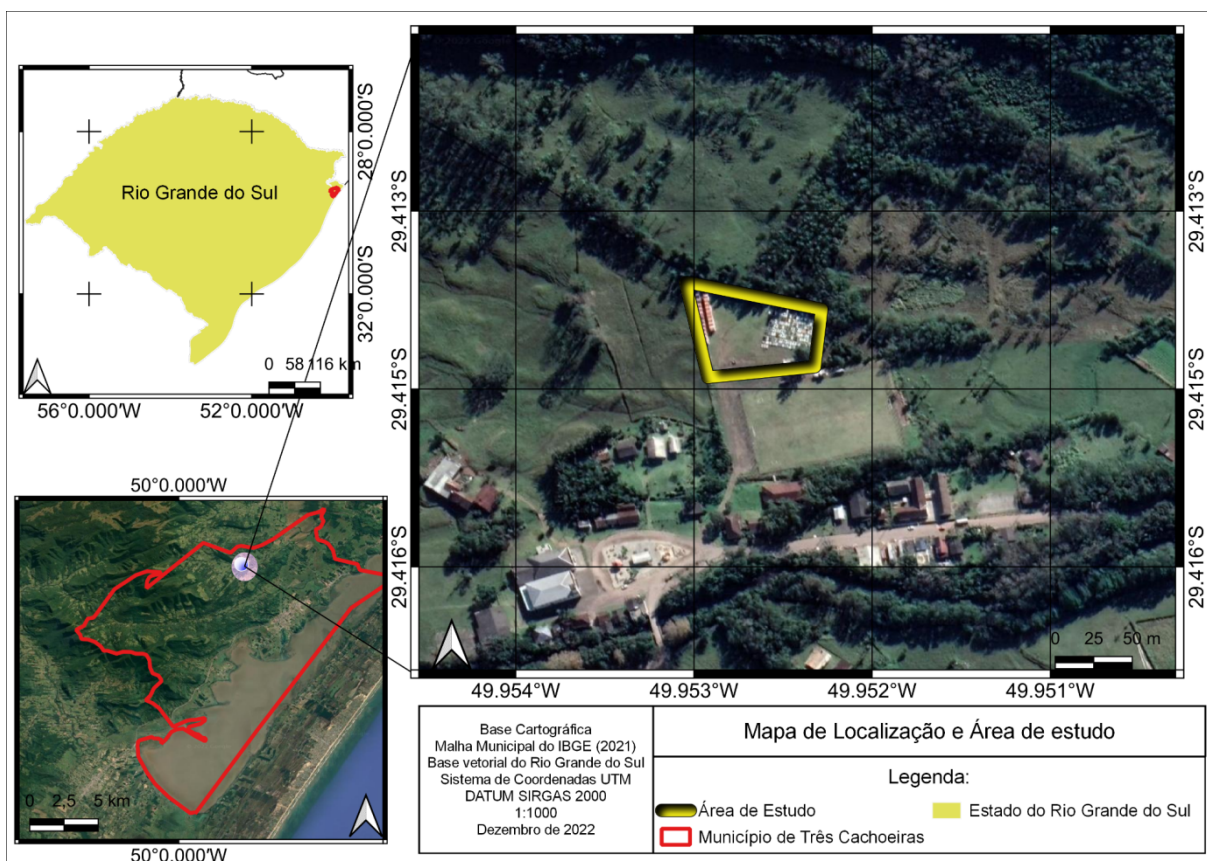 Rio Grande do Sul
28°0.000'S
32°0.000'S
0 58 116 km
56°0.000'W 52°0.000'W
50°0.000'W
0 2,5 5 km
50°0.000'W
29.413°S
29.415°S
29.416°S
29.413°S
29.415°S
29.416°S
0 25 50 m
49.954°W 49.953°W 49.952°W 49.951°W
Base Cartográfica
Malha Municipal do IBGE (2021)
Base vetorial do Rio Grande do Sul
Sistema de Coordenadas UTM
DATUM SIRGAS 2000
1:1000
Dezembro de 2022
Mapa de Localização e Área de estudo
Legenda:
Área de Estudo
Estado do Rio Grande do Sul
Município de Três Cachoeiras